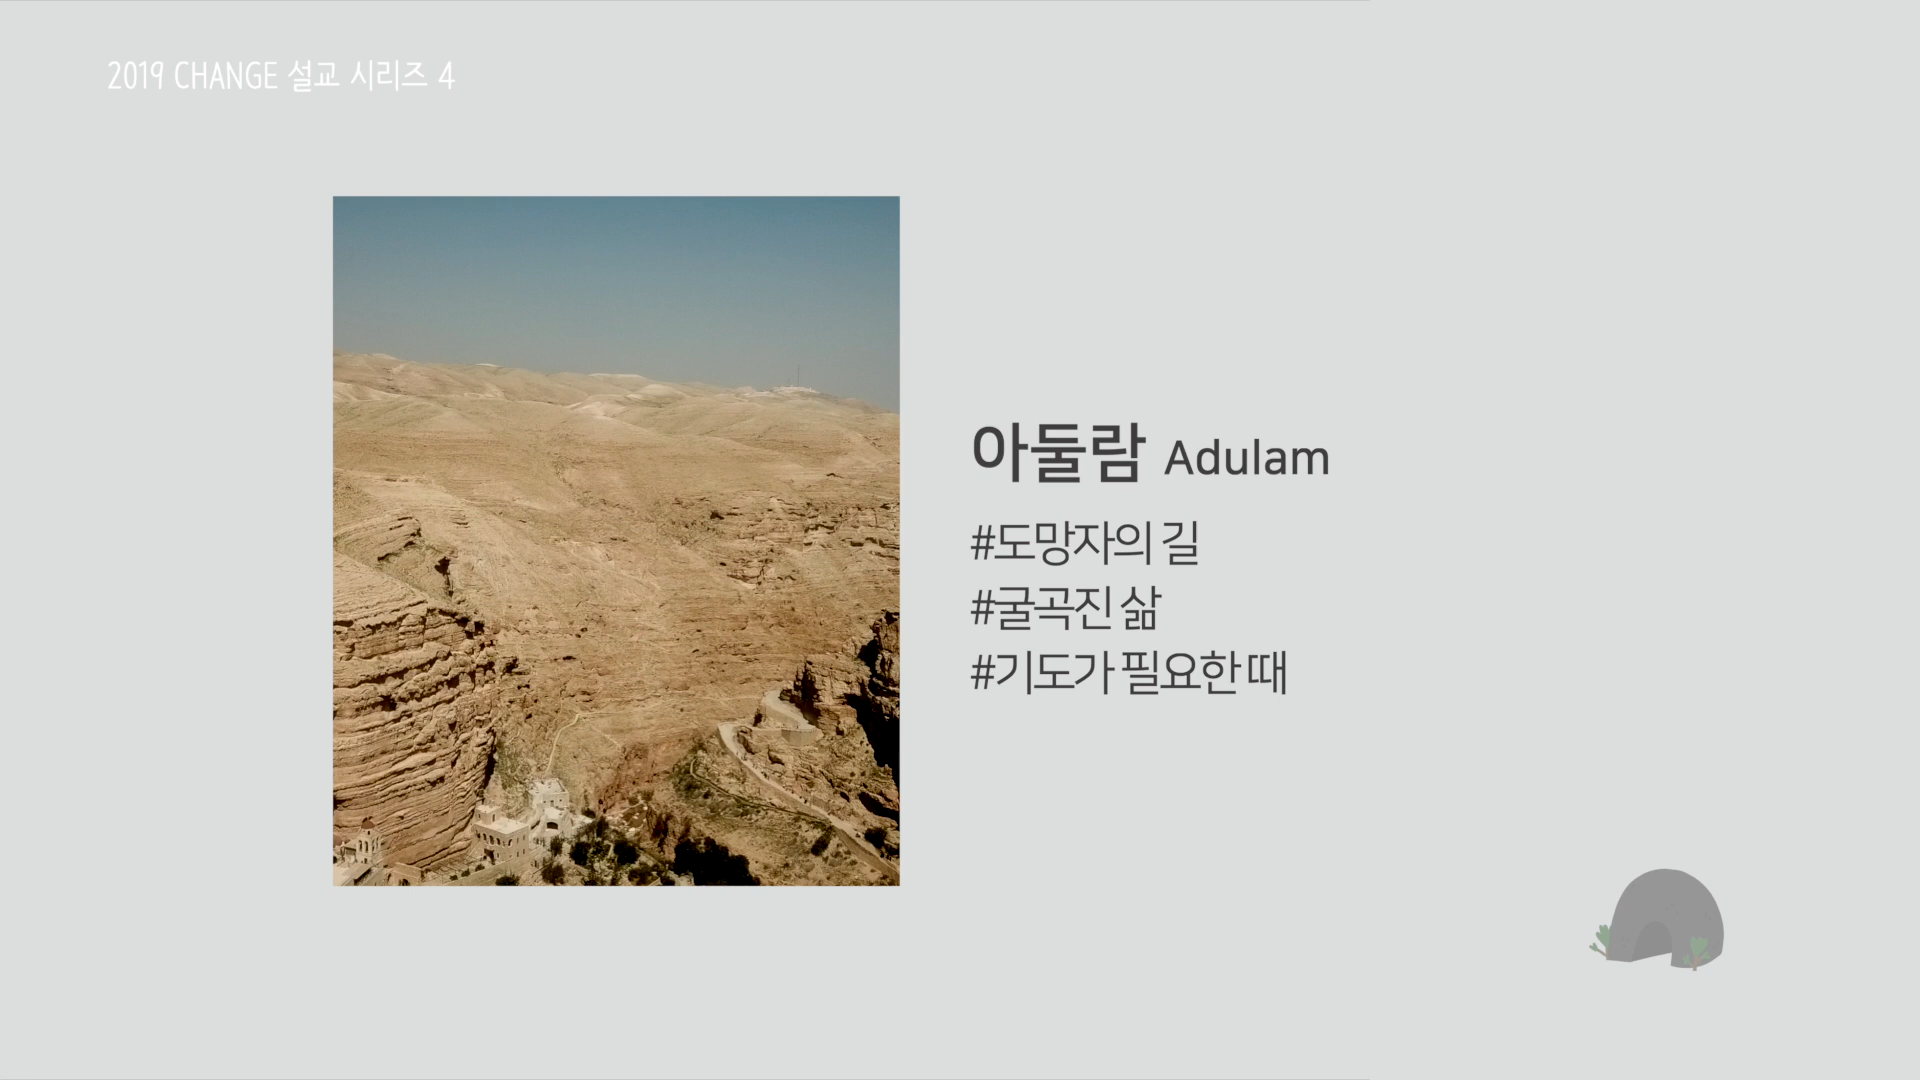 2019 CHANGE 설교 시리즈 4
아둘람 Adulam
#도망자의 길
#굴곡진 삶
#기도가 필요한 때